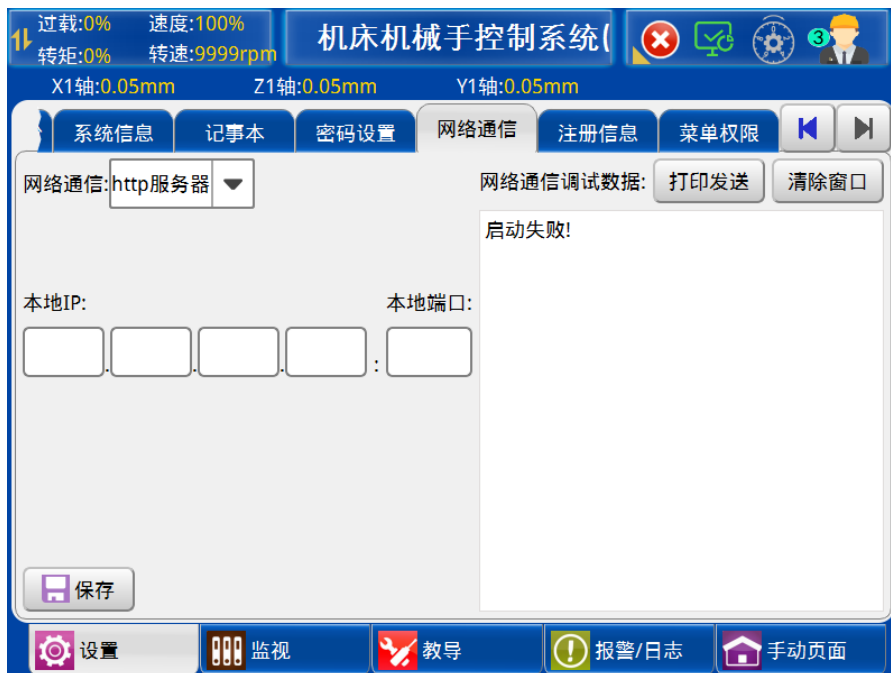 过载:0% 速度:100%
转矩:0% 转速:9999rpm
机床机械手控制系统(
3
X1轴:0.05mm Z1轴:0.05mm Y1轴:0.05mm
系统信息 记事本 密码设置 网络通信 注册信息 菜单权限
网络通信:http服务器 网络通信调试数据: 打印发送 清除窗口
启动失败!
本地IP: 本地端口:
. . . :
保存
设置 监视 教导 报警/日志 手动页面